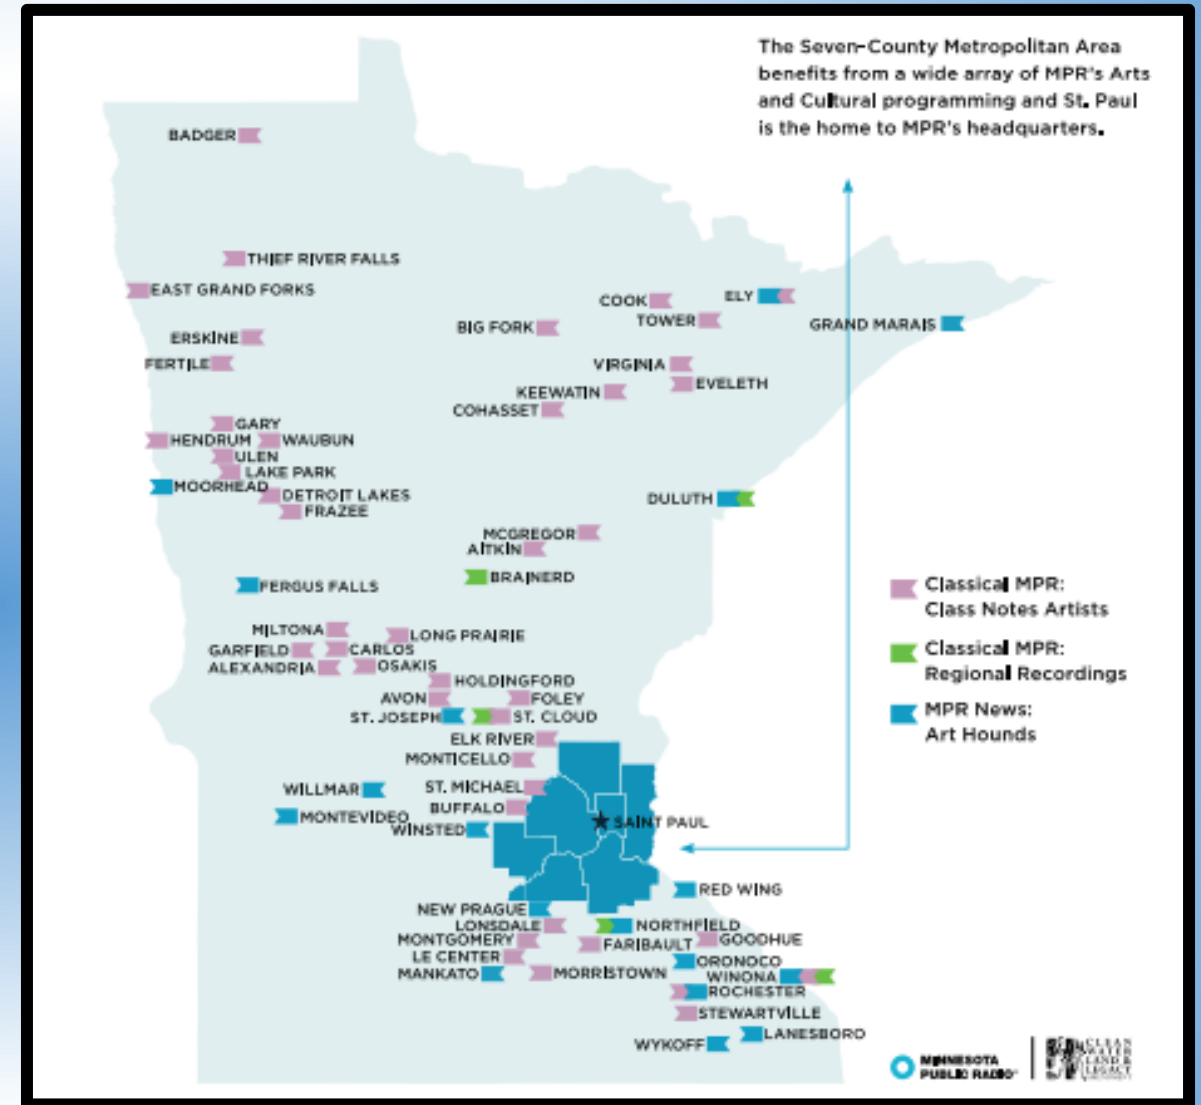 The Seven-County Metropolitan Area
benefits from a wide array of MPR's Arts
and Cultural programming and St. Paul
is the home to MPR's headquarters.
BADGER
THIEF RIVER FALLS
EAST GRAND FORKS
COOK
ELY
TOWER
GRAND MARAIS
BIG FORK
ERSKINE
FERTILE
VIRGINIA
EVELETH
KEEWATIN
COHASSET
GARY
HENDRUM
WAUBUN
ULEN
LAKE PARK
MOORHEAD
DETROIT LAKES
FRAZEE
DULUTH
MCGREGOR
AITKIN
BRAINERD
FERGUS FALLS
Classical MPR:
Class Notes Artists
Classical MPR:
Regional Recordings
MPR News:
Art Hounds
MILTONA
LONG PRAIRIE
GARFIELD
CARLOS
ALEXANDRIA
OSAKIS
HOLDINGFORD
AVON
FOLEY
ST. JOSEPH
ST. CLOUD
ELK RIVER
MONTICELLO
WILLMAR
ST. MICHAEL
BUFFALO
MONTEVIDEO
WINSTED
SAINT PAUL
RED WING
NEW PRAGUE
LONSDALE
NORTHFIELD
MONTGOMERY
FARIBAULT
GOODHUE
LE CENTER
ORONOCO
MANKATO
MORRISTOWN
WINONA
ROCHESTER
STEWARTVILLE
LANESBORO
WYKOFF
MINNESOTA
PUBLIC RADIO
CLEAN
WATER
LAND &
LEGACY